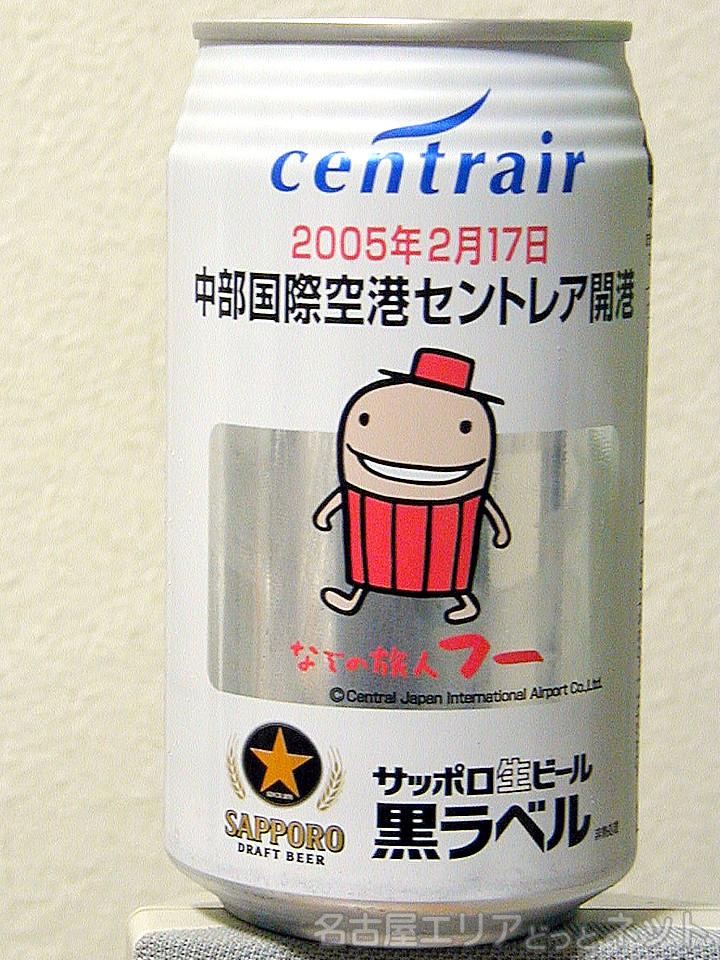 centrair
2005年2月17日
中部国際空港セントレア開港
なぞの旅人フー
©Central Japan International Airport Co.,Ltd.
サッポロ生ビール
黒ラベル
SAPPORO
DRAFT BEER
名古屋エリアどっとネット